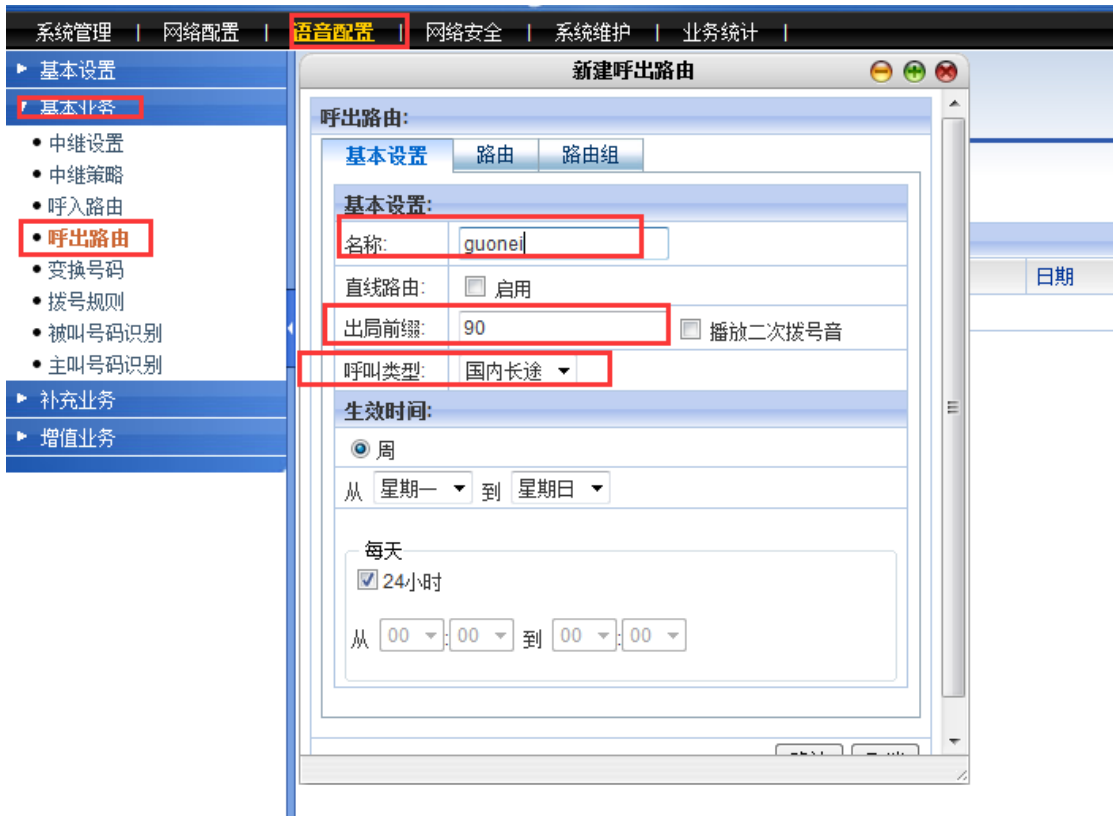 系统管理 | 网络配置 | 语音配置 | 网络安全 | 系统维护 | 业务统计 |
基本设置
基本业务
中继设置
中继策略
呼入路由
呼出路由
变换号码
拨号规则
被叫号码识别
主叫号码识别
补充业务
增值业务
新建呼出路由
呼出路由:
基本设置 路由 路由组
基本设置:
名称: guonei
直线路由: 启用
出局前缀: 90 播放二次拨号音
呼叫类型: 国内长途
生效时间:
周
从 星期一 到 星期日
每天
24小时
从 00 : 00 到 00 : 00
日期